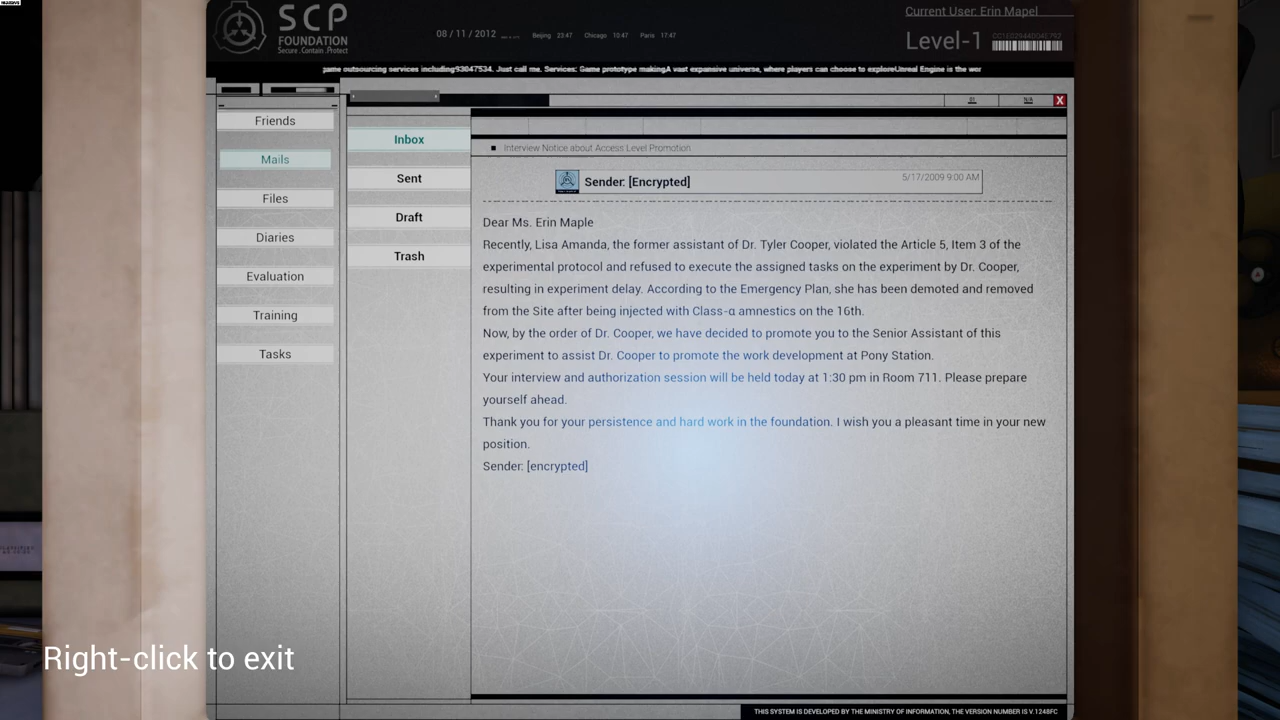 SCP
FOUNDATION
Secure . Contain . Protect
08 / 11 / 2012
Beijing 23:47 Chicago 10:47 Paris 17:47
Current User: Erin Mapel
Level-1
game outsourcing services including93047534. Just call me. Services: Game prototype makingA vast expansive universe, where players can choose to exploreUnreal Engine is the wor
Friends
Mails
Files
Diaries
Evaluation
Training
Tasks
Inbox
Sent
Draft
Trash
X
Interview Notice about Access Level Promotion
Sender: [Encrypted]
5/17/2009 9:00 AM
Dear Ms. Erin Maple
Recently, Lisa Amanda, the former assistant of Dr. Tyler Cooper, violated the Article 5, Item 3 of the
experimental protocol and refused to execute the assigned tasks on the experiment by Dr. Cooper,
resulting in experiment delay. According to the Emergency Plan, she has been demoted and removed
from the Site after being injected with Class-α amnestics on the 16th.
Now, by the order of Dr. Cooper, we have decided to promote you to the Senior Assistant of this
experiment to assist Dr. Cooper to promote the work development at Pony Station.
Your interview and authorization session will be held today at 1:30 pm in Room 711. Please prepare
yourself ahead.
Thank you for your persistence and hard work in the foundation. I wish you a pleasant time in your new
position.
Sender: [encrypted]
Right-click to exit
THIS SYSTEM IS DEVELOPED BY THE MINISTRY OF INFORMATION, THE VERSION NUMBER IS V.1248FC